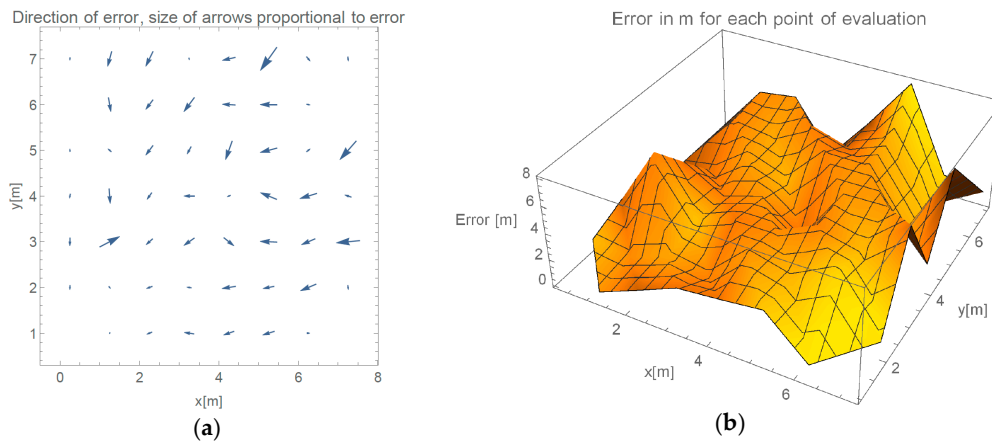 Direction of error, size of arrows proportional to error
7
6
5
4
3
2
1
y[m]
0
2
4
6
8
x[m]
(a)
Error in m for each point of evaluation
8
6
4
2
0
Error [m]
2
4
6
x[m]
2
4
6
y[m]
(b)